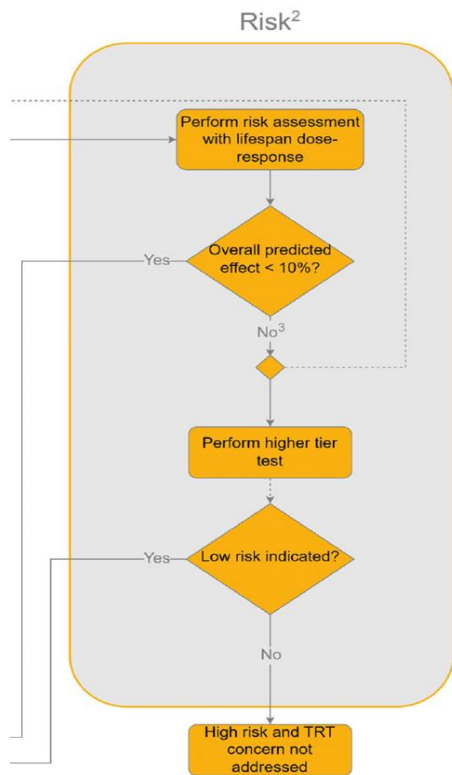 Risk²
Perform risk assessment
with lifespan dose-
response
Overall predicted
effect < 10%?
Yes
No³
Perform higher tier
test
Low risk indicated?
Yes
No
High risk and TRT
concern not
addressed